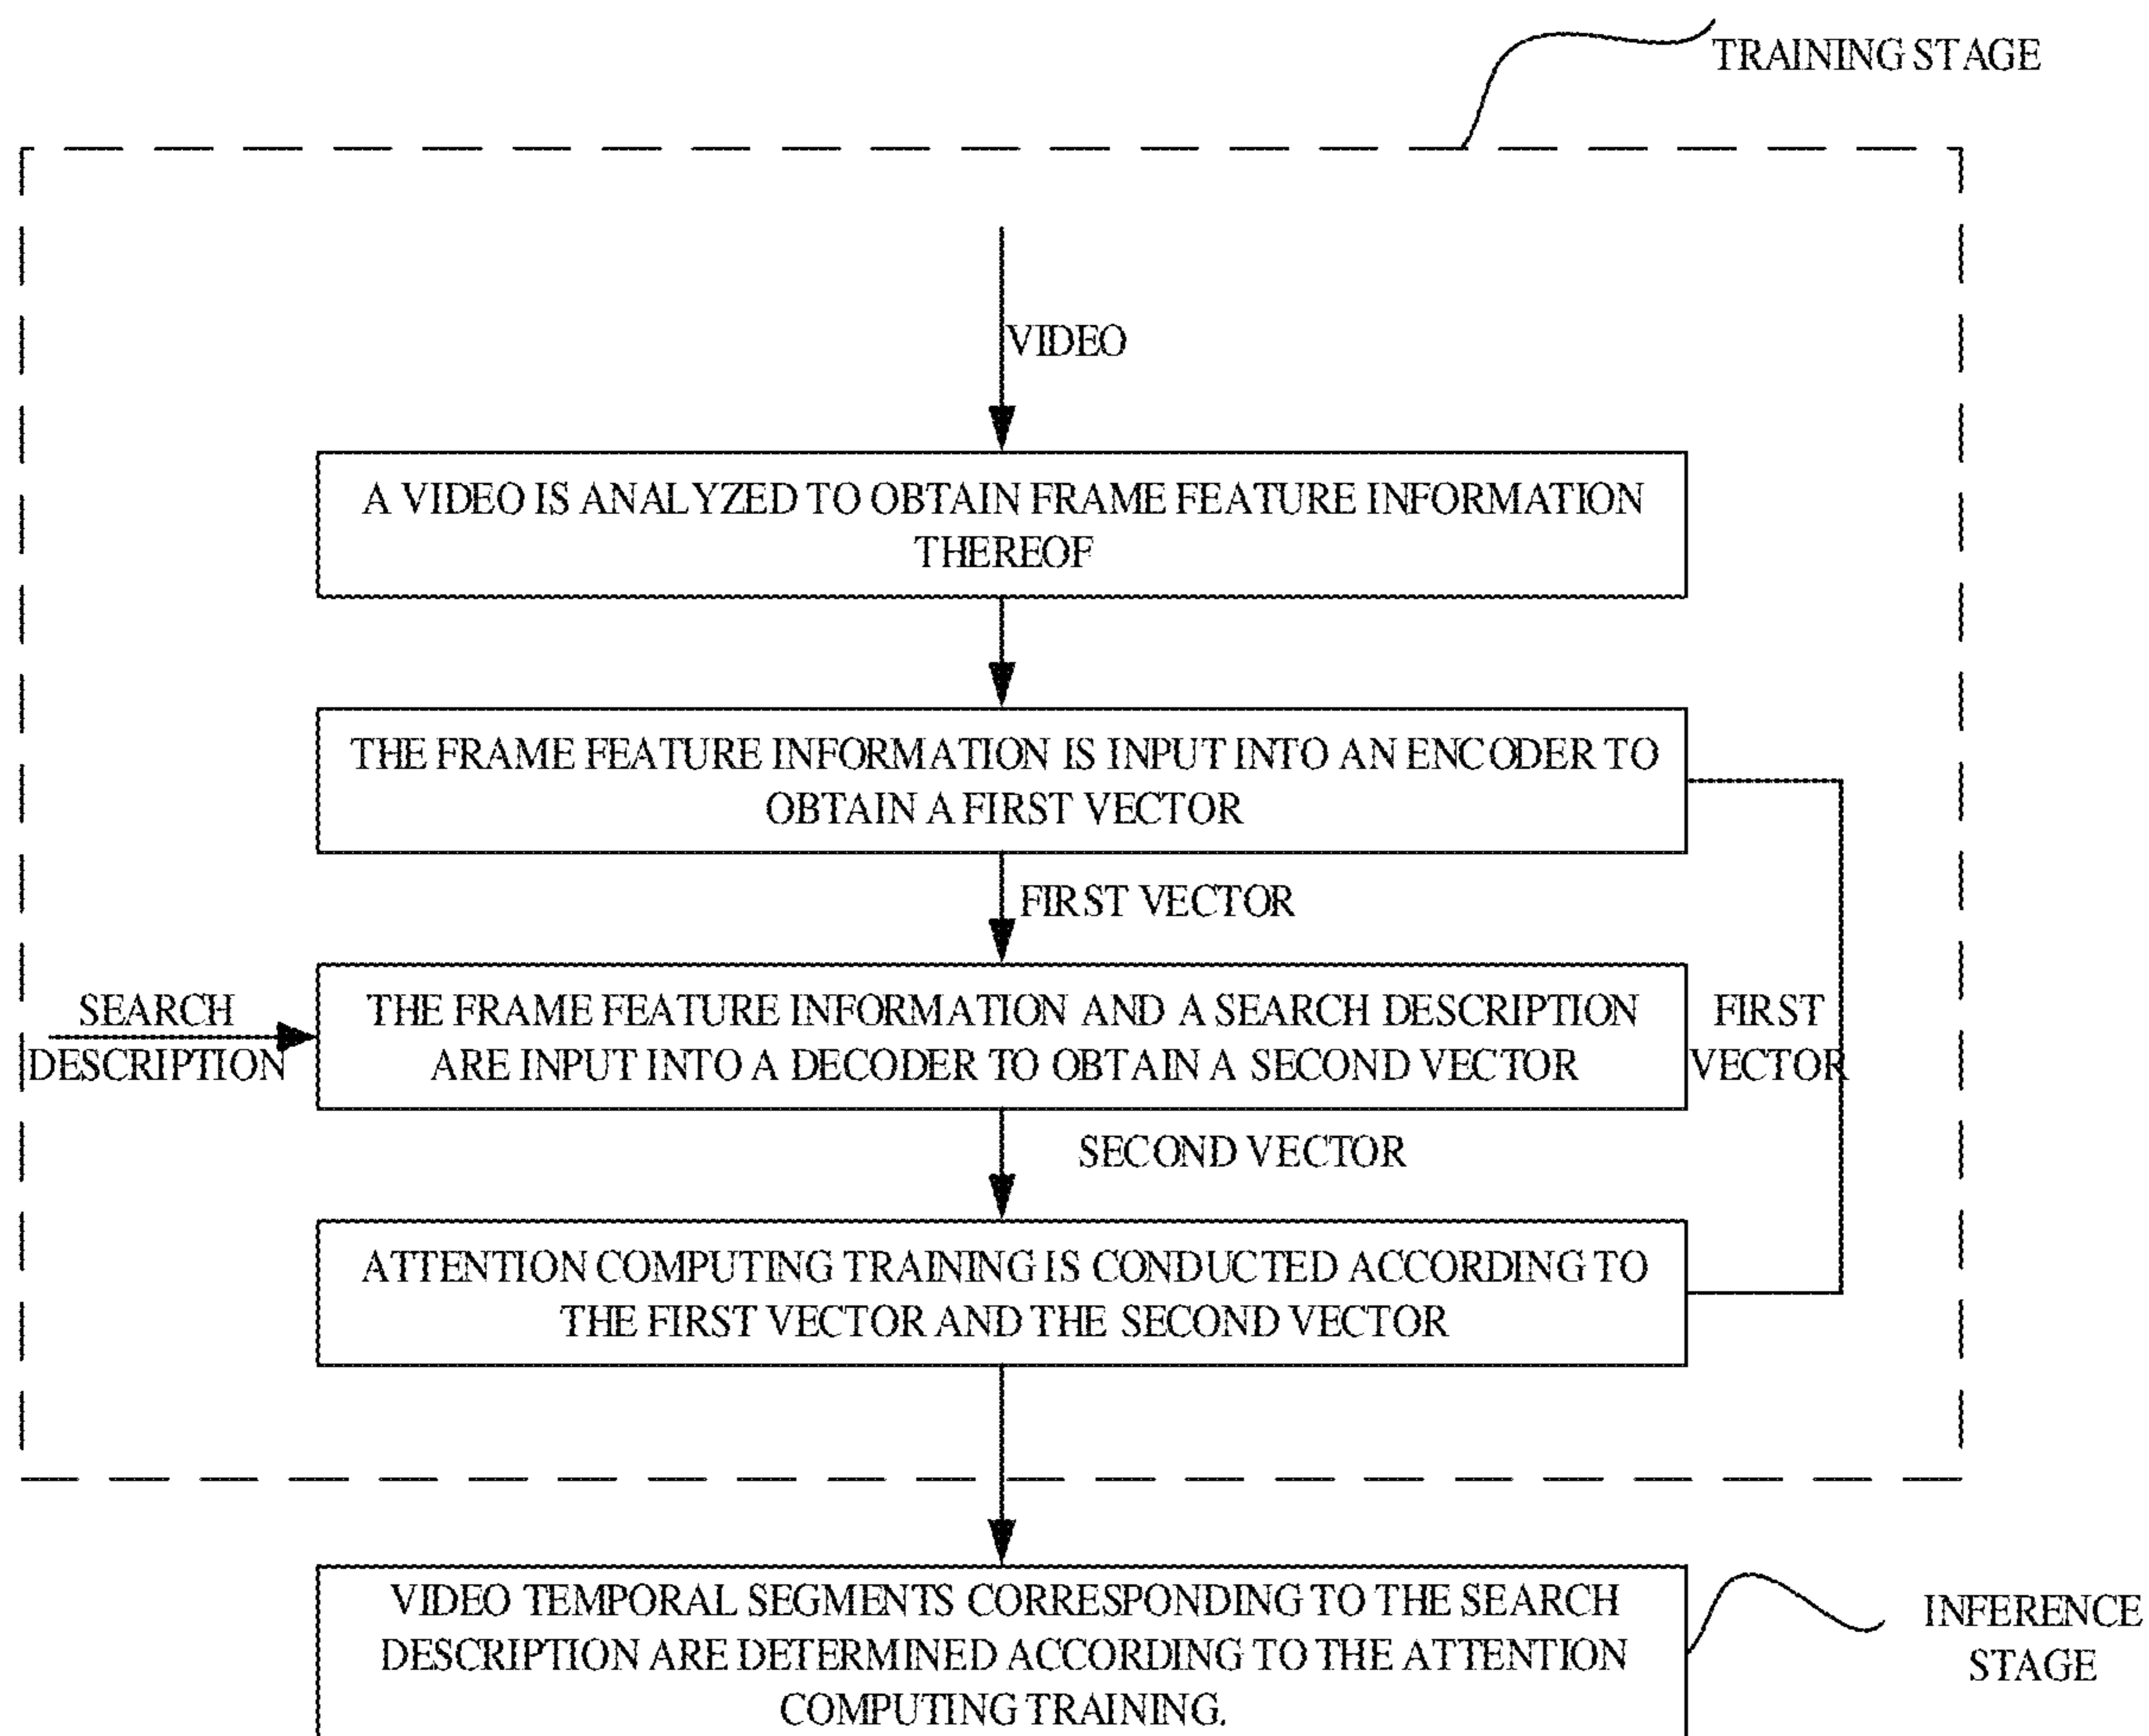 TRAINING STAGE
VIDEO
A VIDEO IS ANALYZED TO OBTAIN FRAME FEATURE INFORMATION
THEREOF
THE FRAME FEATURE INFORMATION IS INPUT INTO AN ENCODER TO
OBTAIN A FIRST VECTOR
FIRST VECTOR
SEARCH
DESCRIPTION
THE FRAME FEATURE INFORMATION AND A SEARCH DESCRIPTION
ARE INPUT INTO A DECODER TO OBTAIN A SECOND VECTOR
FIRST
VECTOR
SECOND VECTOR
ATTENTION COMPUTING TRAINING IS CONDUCTED ACCORDING TO
THE FIRST VECTOR AND THE SECOND VECTOR
VIDEO TEMPORAL SEGMENTS CORRESPONDING TO THE SEARCH
DESCRIPTION ARE DETERMINED ACCORDING TO THE ATTENTION
COMPUTING TRAINING.
INFERENCE
STAGE